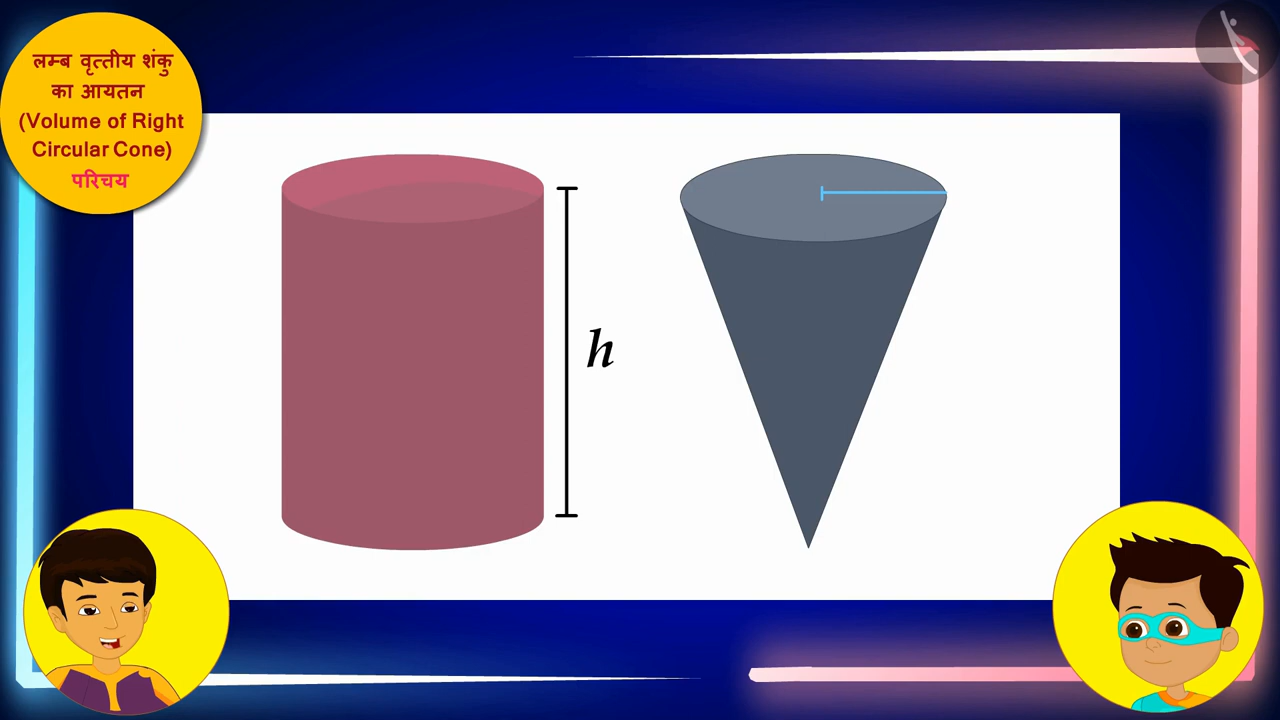 लम्ब वृत्तीय शंकु
का आयतन
(Volume of Right
Circular Cone)
परिचय
h